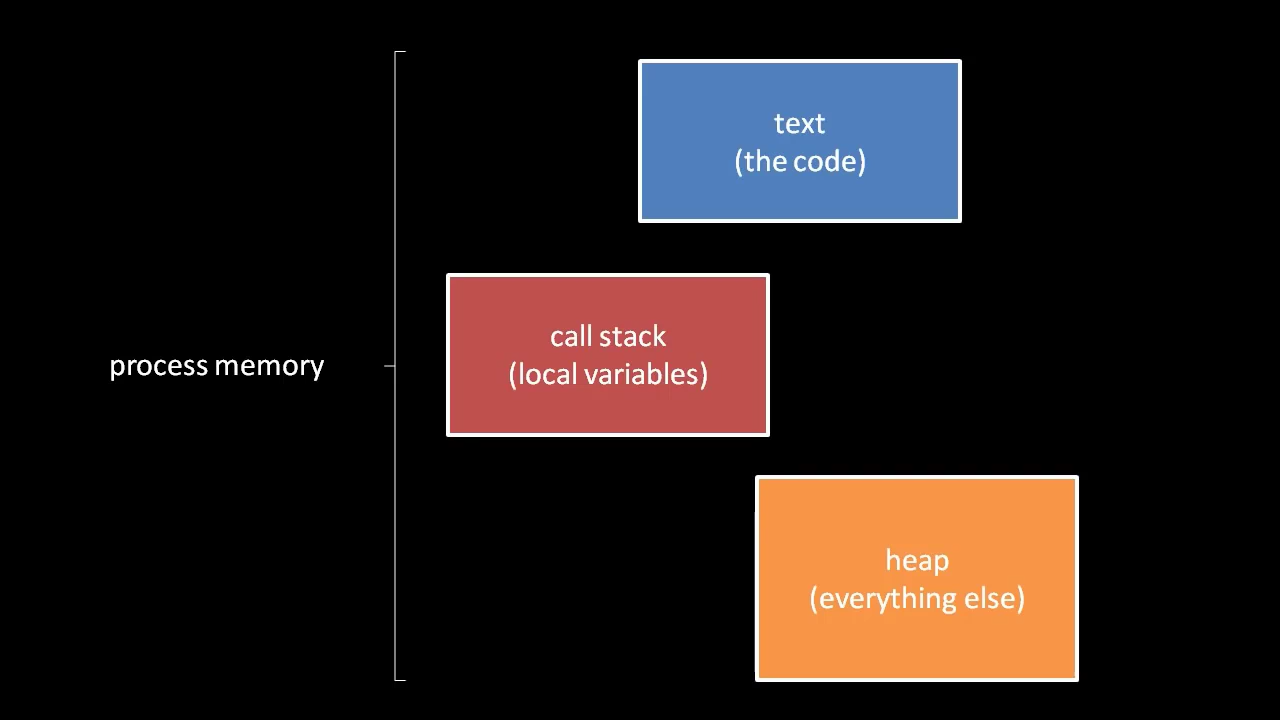 text
(the code)
call stack
(local variables)
process memory
heap
(everything else)